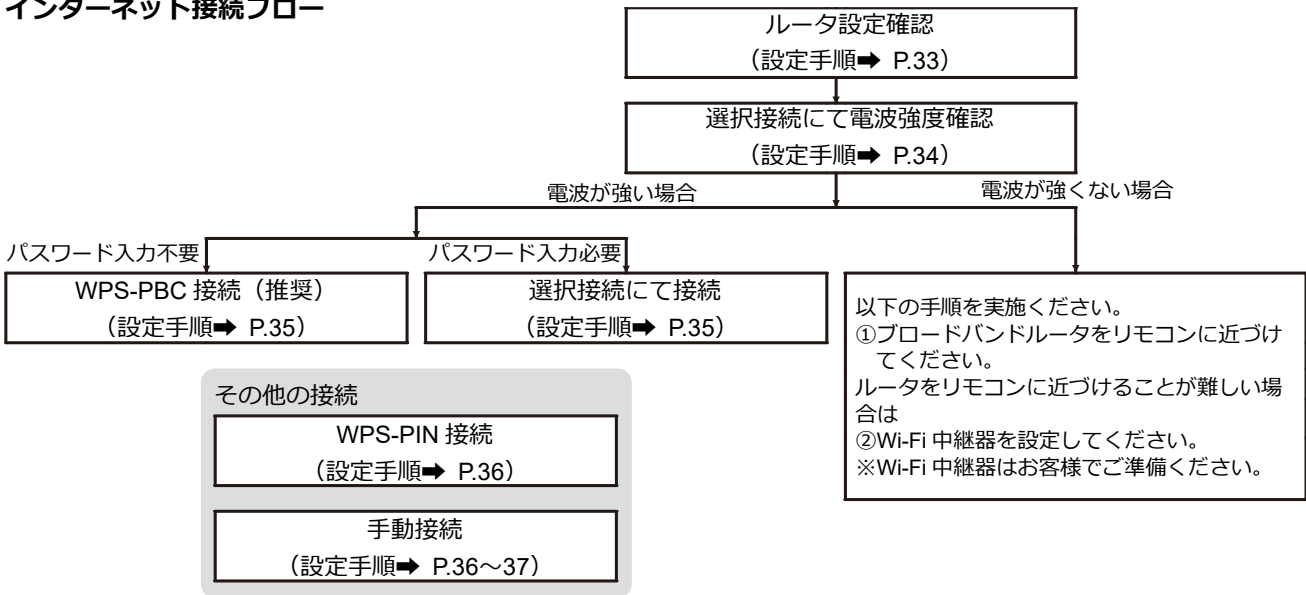 インターネット接続フロー
ルータ設定確認
(設定手順➡ P.33)
選択接続にて電波強度確認
(設定手順➡ P.34)
電波が強い場合
電波が強くない場合
パスワード入力不要
パスワード入力必要
WPS-PBC 接続(推奨)
(設定手順➡ P.35)
選択接続にて接続
(設定手順➡ P.35)
以下の手順を実施ください。
①ブロードバンドルータをリモコンに近づけ
てください。
ルータをリモコンに近づけることが難しい場
合は
②Wi-Fi 中継器を設定してください。
※Wi-Fi 中継器はお客様でご準備ください。
その他の接続
WPS-PIN 接続
(設定手順➡ P.36)
手動接続
(設定手順➡ P.36～37)